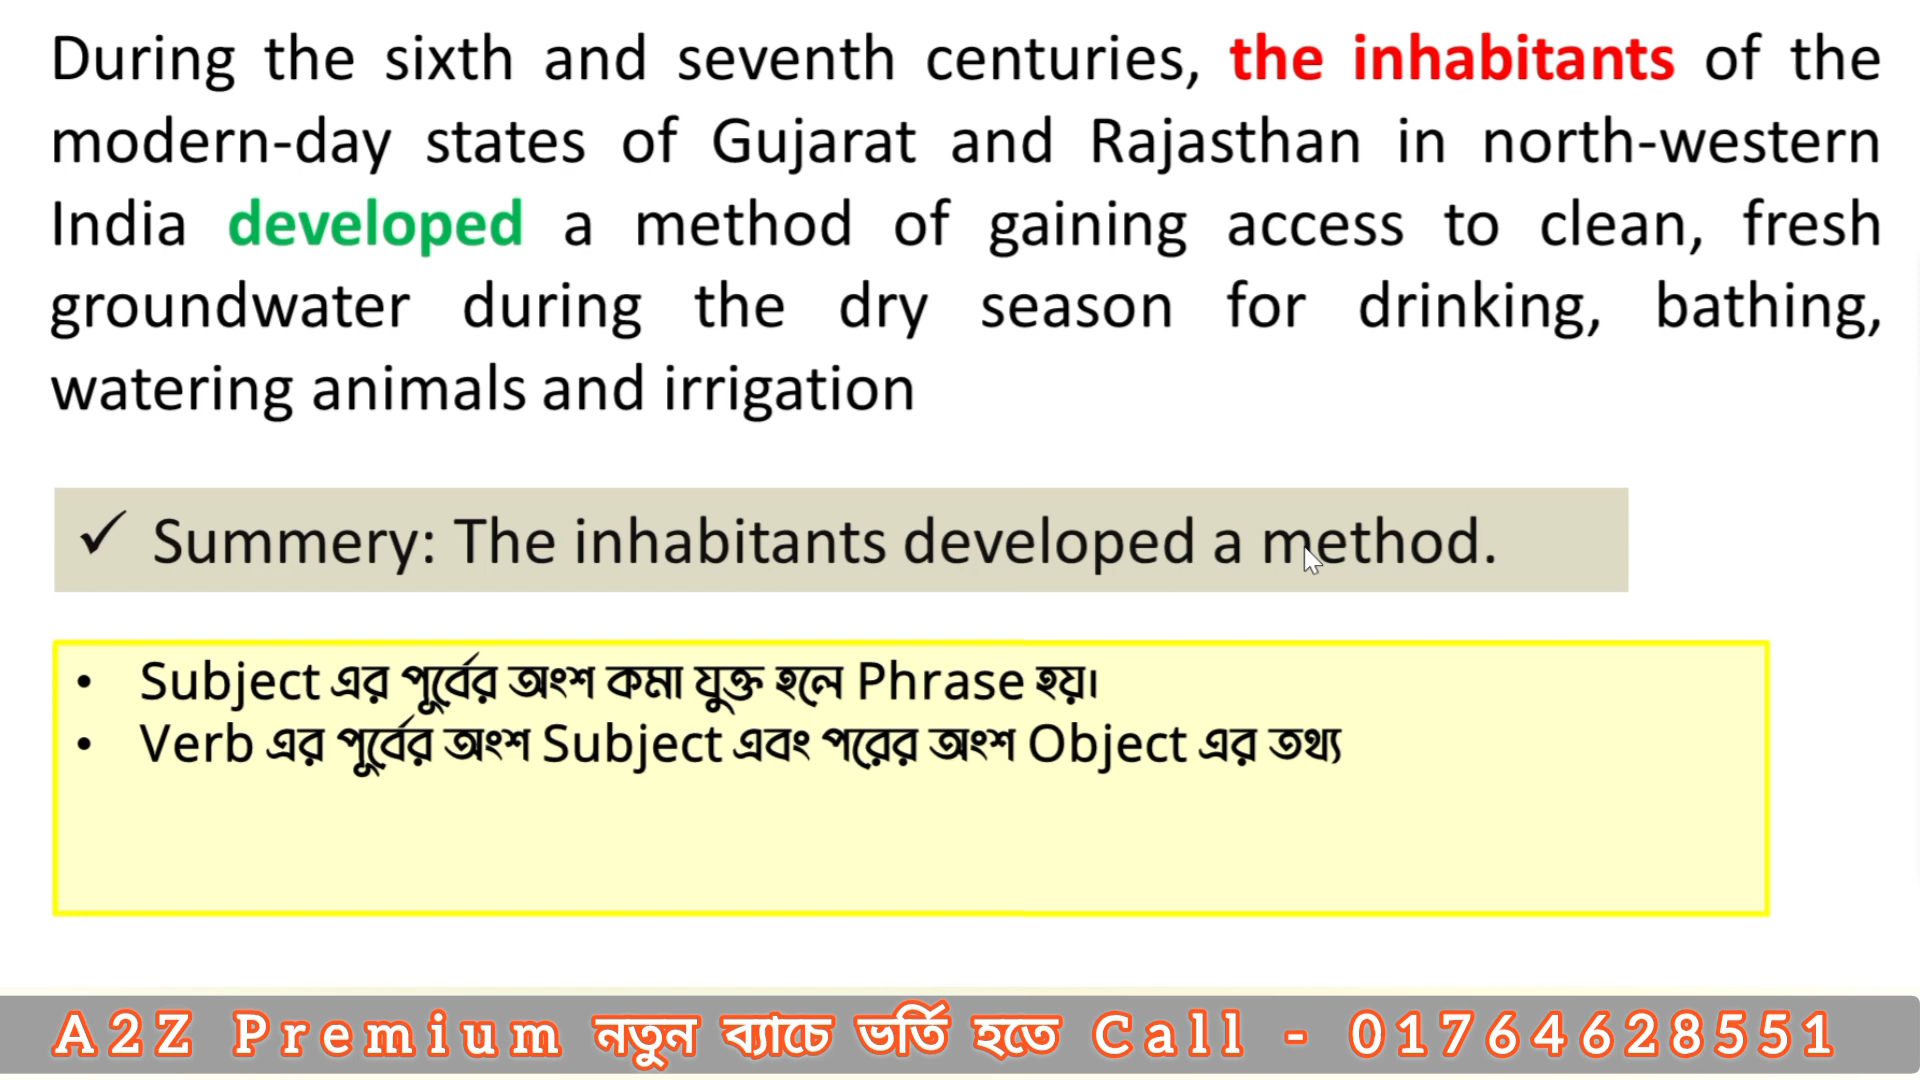 During the sixth and seventh centuries, the inhabitants of the
modern-day states of Gujarat and Rajasthan in north-western
India developed a method of gaining access to clean, fresh
groundwater during the dry season for drinking, bathing,
watering animals and irrigation
✓ Summery: The inhabitants developed a method.
• Subject এর পূর্বের অংশ কমা যুক্ত হলে Phrase হয়।
• Verb এর পূর্বের অংশ Subject এবং পরের অংশ Object এর তথ্য
A2Z Premium নতুন ব্যাচে ভর্তি হতে Call - 01764628551